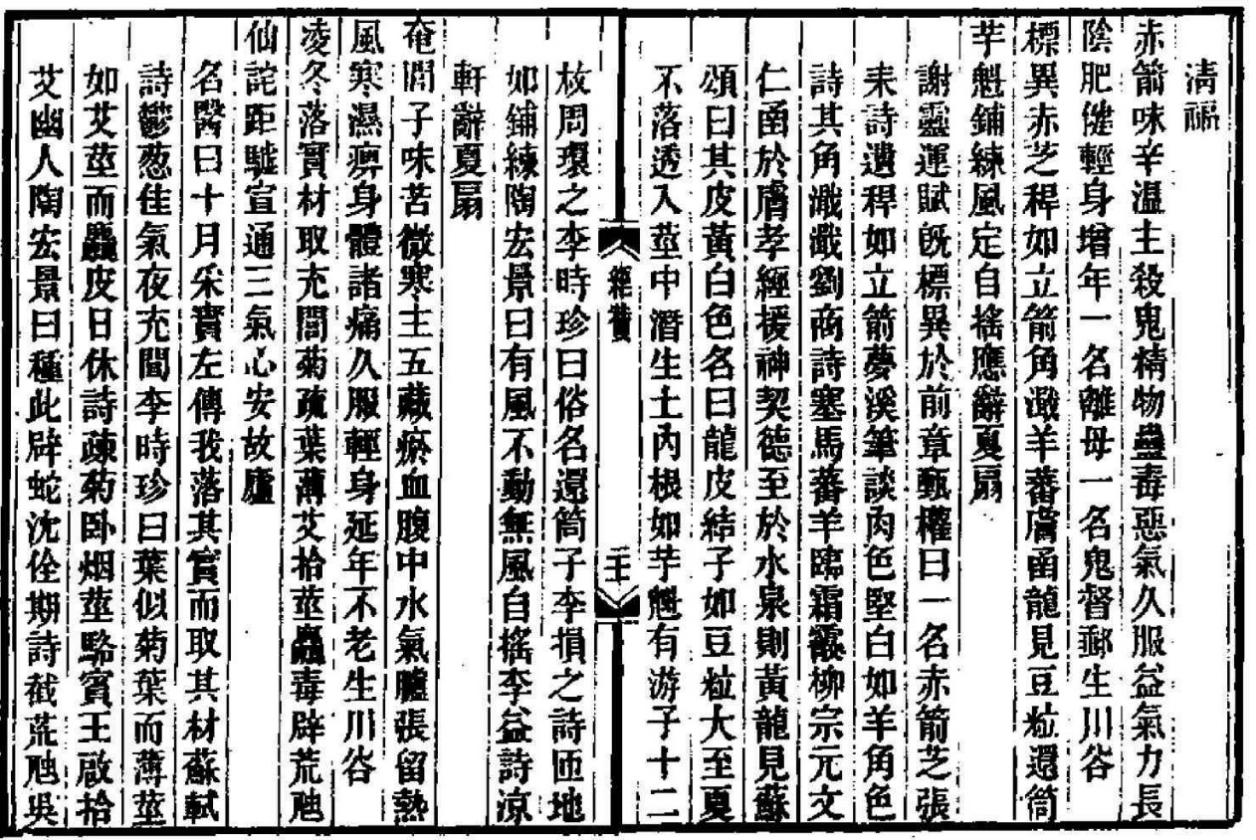 清福
赤箭味辛溫主殺鬼精物蠱毒惡氣久服益氣力長
陰肥健輕身增年一名離母一名鬼督郵生川谷
標異赤芝稈如立箭角濈羊蕃膚函龍見豆粒還筒
芋魁鋪練風定自搖應辭夏扇
謝靈運賦旣標異於前章甄權曰一名赤箭芝張
耒詩遺稈如立箭夢溪筆談肉色堅白如羊角色
詩其角濈濈劉商詩塞馬蕃羊臨霜霰柳宗元文
仁函於膚孝經援神契德至於水泉則黃龍見蘇
頌曰其皮黃白色名曰龍皮結子如豆粒大至夏
不落透入莖中潛生土內根如芋魁有游子十二
經贊
二十
枚周環之李時珍曰俗名還筒子李損之詩匝地
如鋪練陶宏景曰有風不動無風自搖李益詩涼
軒辭夏扇
奄閭子味苦微寒主五藏瘀血腹中水氣臚張留熱
風寒濕痹身體諸痛久服輕身延年不老生川谷
凌冬落實材取充閭菊疏葉薄艾拾莖麤毒辟荒虺
仙詫距驉宣通三氣心安故廬
名醫曰十月采實左傳我落其實而取其材蘇軾
詩鬱葱佳氣夜充閭李時珍曰葉似菊葉而薄莖
如艾莖而麤皮日休詩疎菊卧烟莖駱賓王啟拾
艾幽人陶宏景曰種此辟蛇沈佺期詩截荒虺吳